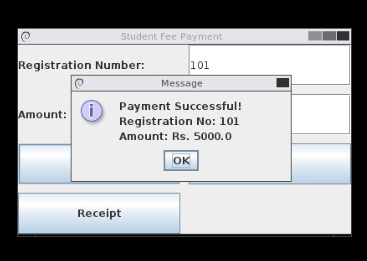 Student Fee Payment
Registration Number:
101
Message
Payment Successful!
Registration No: 101
Amount: Rs. 5000.0
Amount:
OK
Receipt